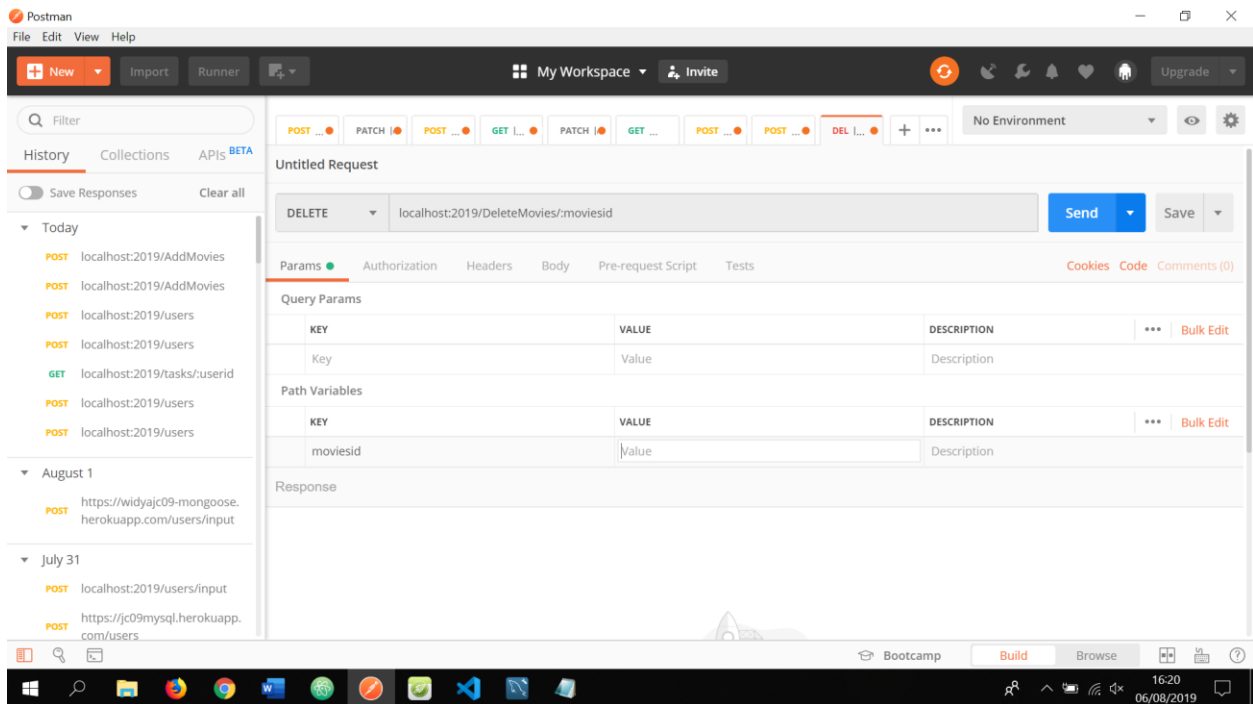 Postman
File Edit View Help
New Import Runner My Workspace Invite Upgrade
Filter
History Collections APIs BETA
Save Responses Clear all
Today
POST localhost:2019/AddMovies
POST localhost:2019/AddMovies
POST localhost:2019/users
POST localhost:2019/users
GET localhost:2019/tasks/:userid
POST localhost:2019/users
POST localhost:2019/users
August 1
POST https://widyajc09-mongoose.
herokuapp.com/users/input
July 31
POST localhost:2019/users/input
POST https://jc09mysql.herokuapp.
com/users
POST ... PATCH |. POST ... GET |... PATCH |. GET ... POST ... POST ... DEL |... + ••• No Environment
Untitled Request
DELETE localhost:2019/DeleteMovies/:moviesid Send Save
Params Authorization Headers Body Pre-request Script Tests Cookies Code Comments (0)
Query Params
KEY VALUE DESCRIPTION ••• Bulk Edit
Key Value Description
Path Variables
KEY VALUE DESCRIPTION ••• Bulk Edit
moviesid Value Description
Response
Bootcamp Build Browse
16:20
06/08/2019